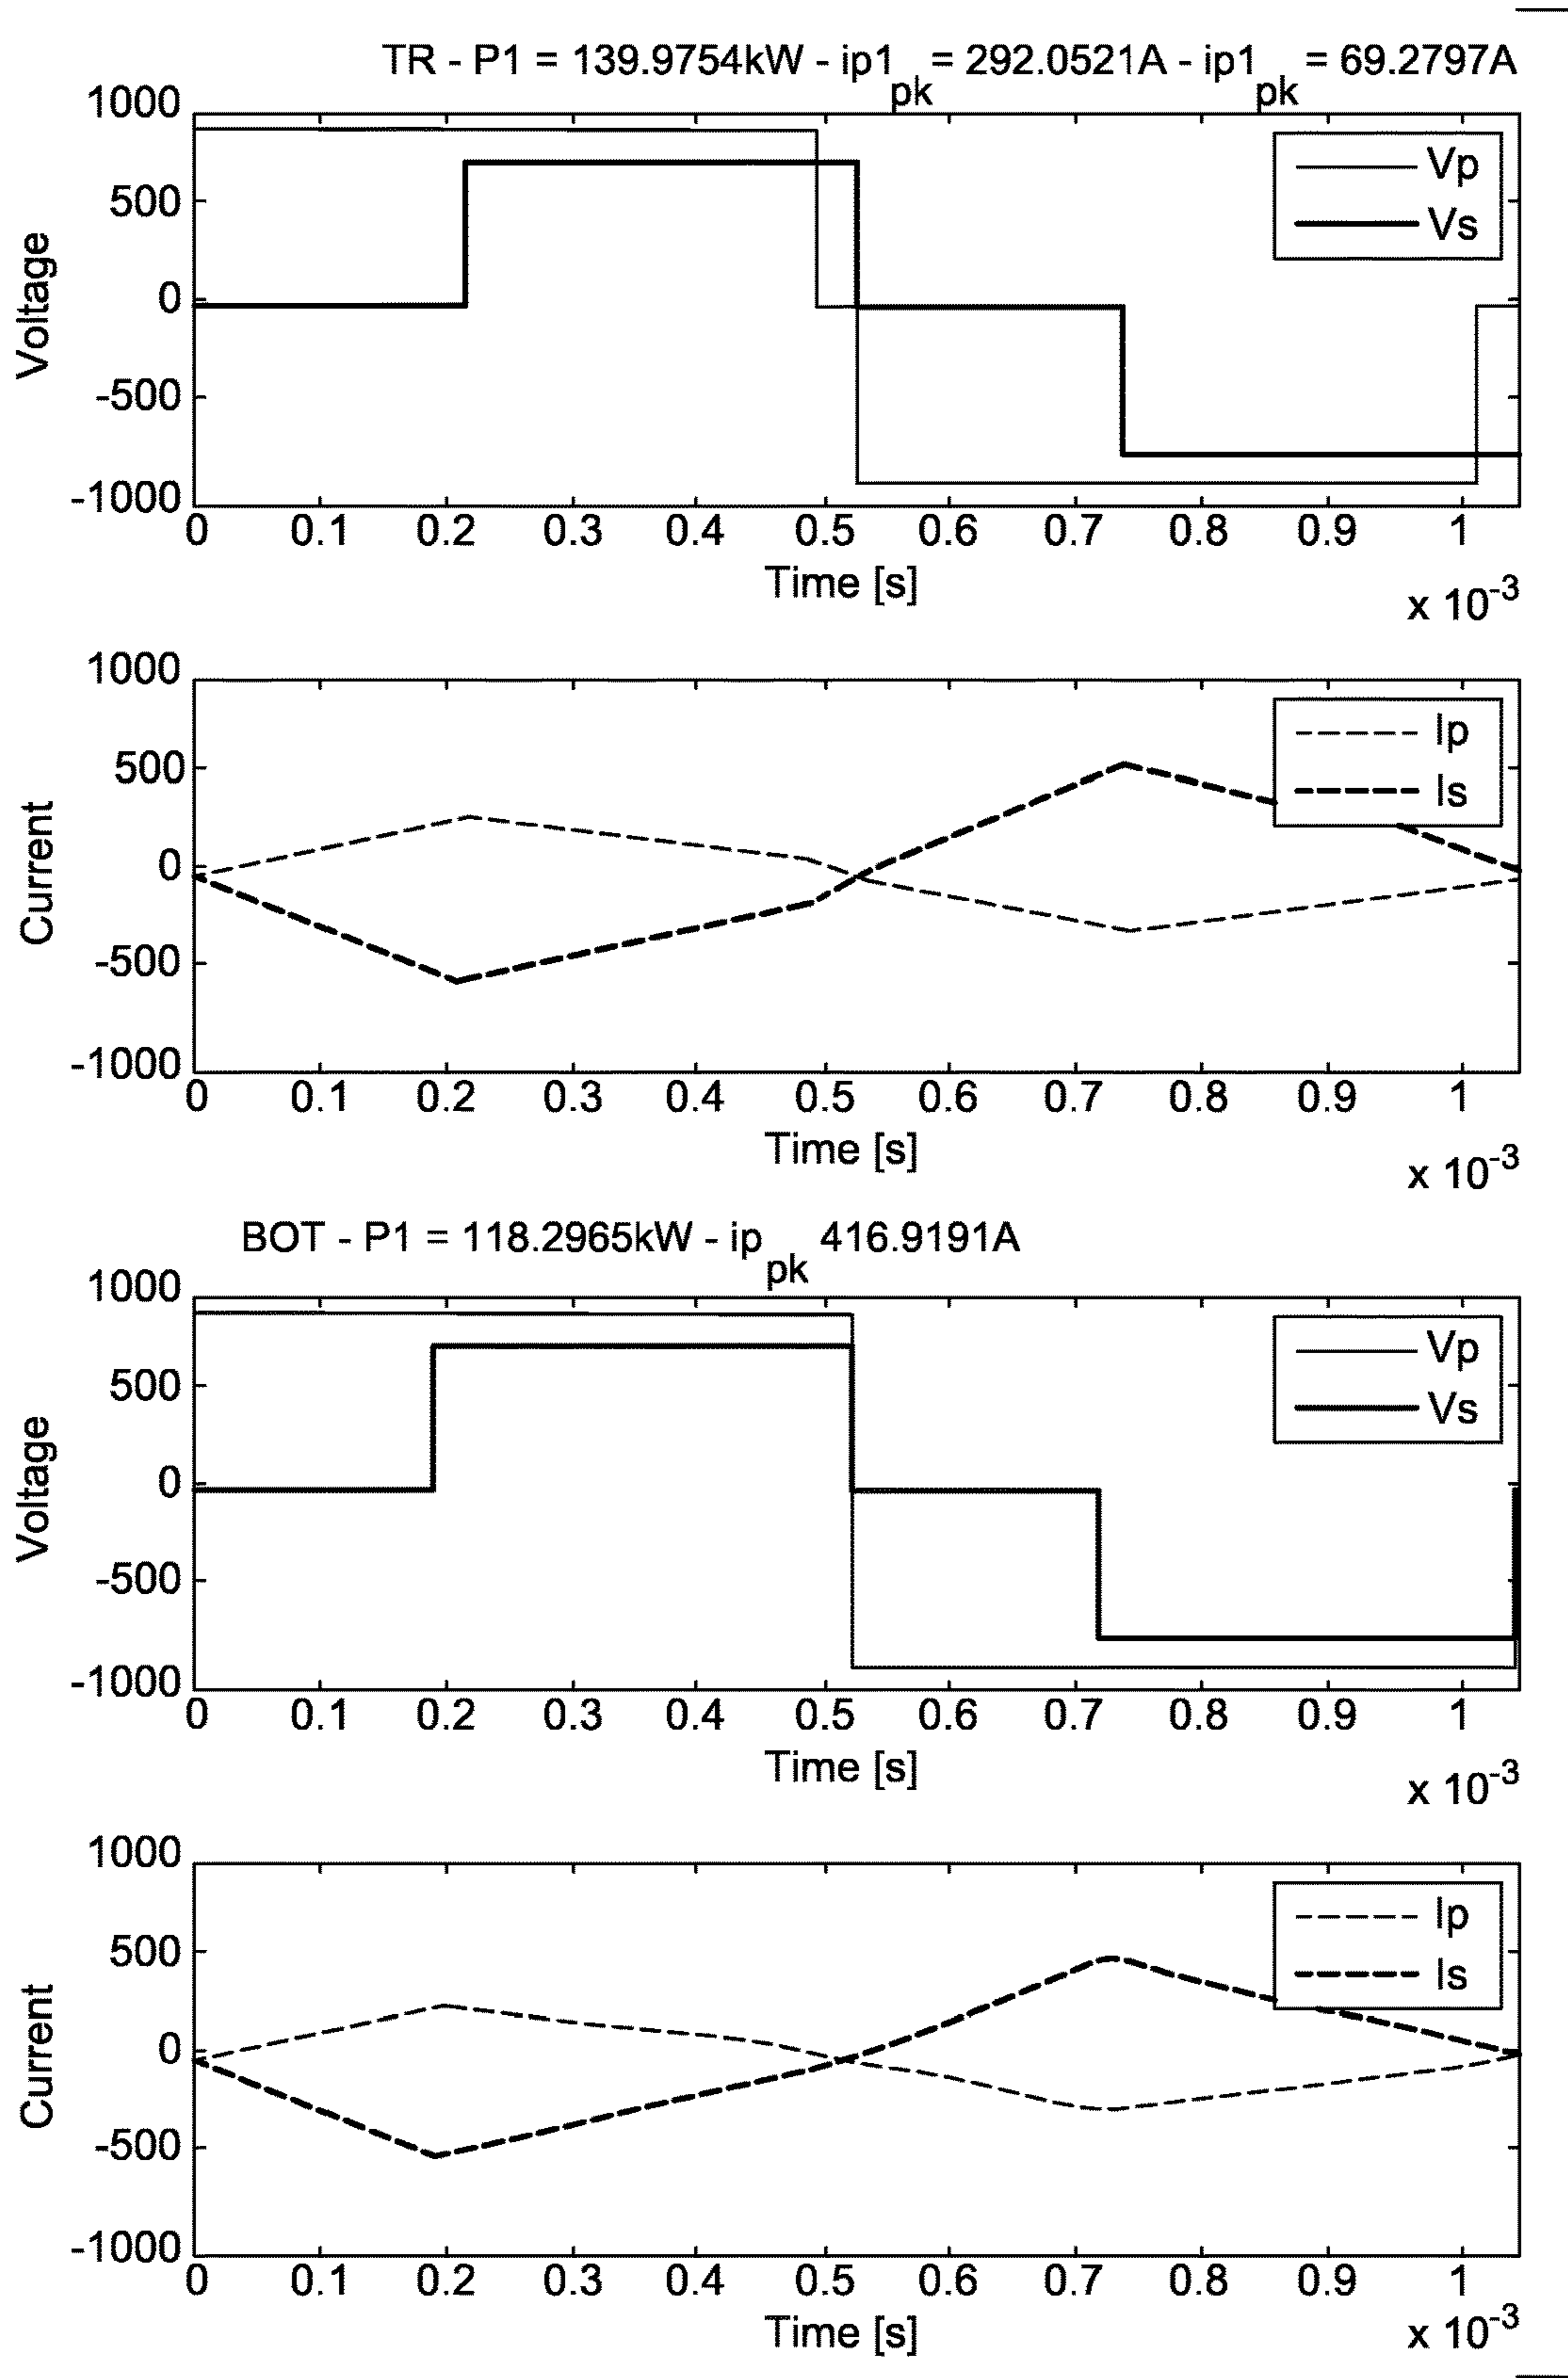 TR - P1 = 139.9754kW - ip1pk = 292.0521A - ip1pk = 69.2797A
1000
500
0
-500
-1000
Voltage
Vp
Vs
0 0.1 0.2 0.3 0.4 0.5 0.6 0.7 0.8 0.9 1
Time [s]
x 10-3
1000
500
0
-500
-1000
Current
Ip
Is
0 0.1 0.2 0.3 0.4 0.5 0.6 0.7 0.8 0.9 1
Time [s]
x 10-3
BOT - P1 = 118.2965kW - ippk 416.9191A
1000
500
0
-500
-1000
Voltage
Vp
Vs
0 0.1 0.2 0.3 0.4 0.5 0.6 0.7 0.8 0.9 1
Time [s]
x 10-3
1000
500
0
-500
-1000
Current
Ip
Is
0 0.1 0.2 0.3 0.4 0.5 0.6 0.7 0.8 0.9 1
Time [s]
x 10-3